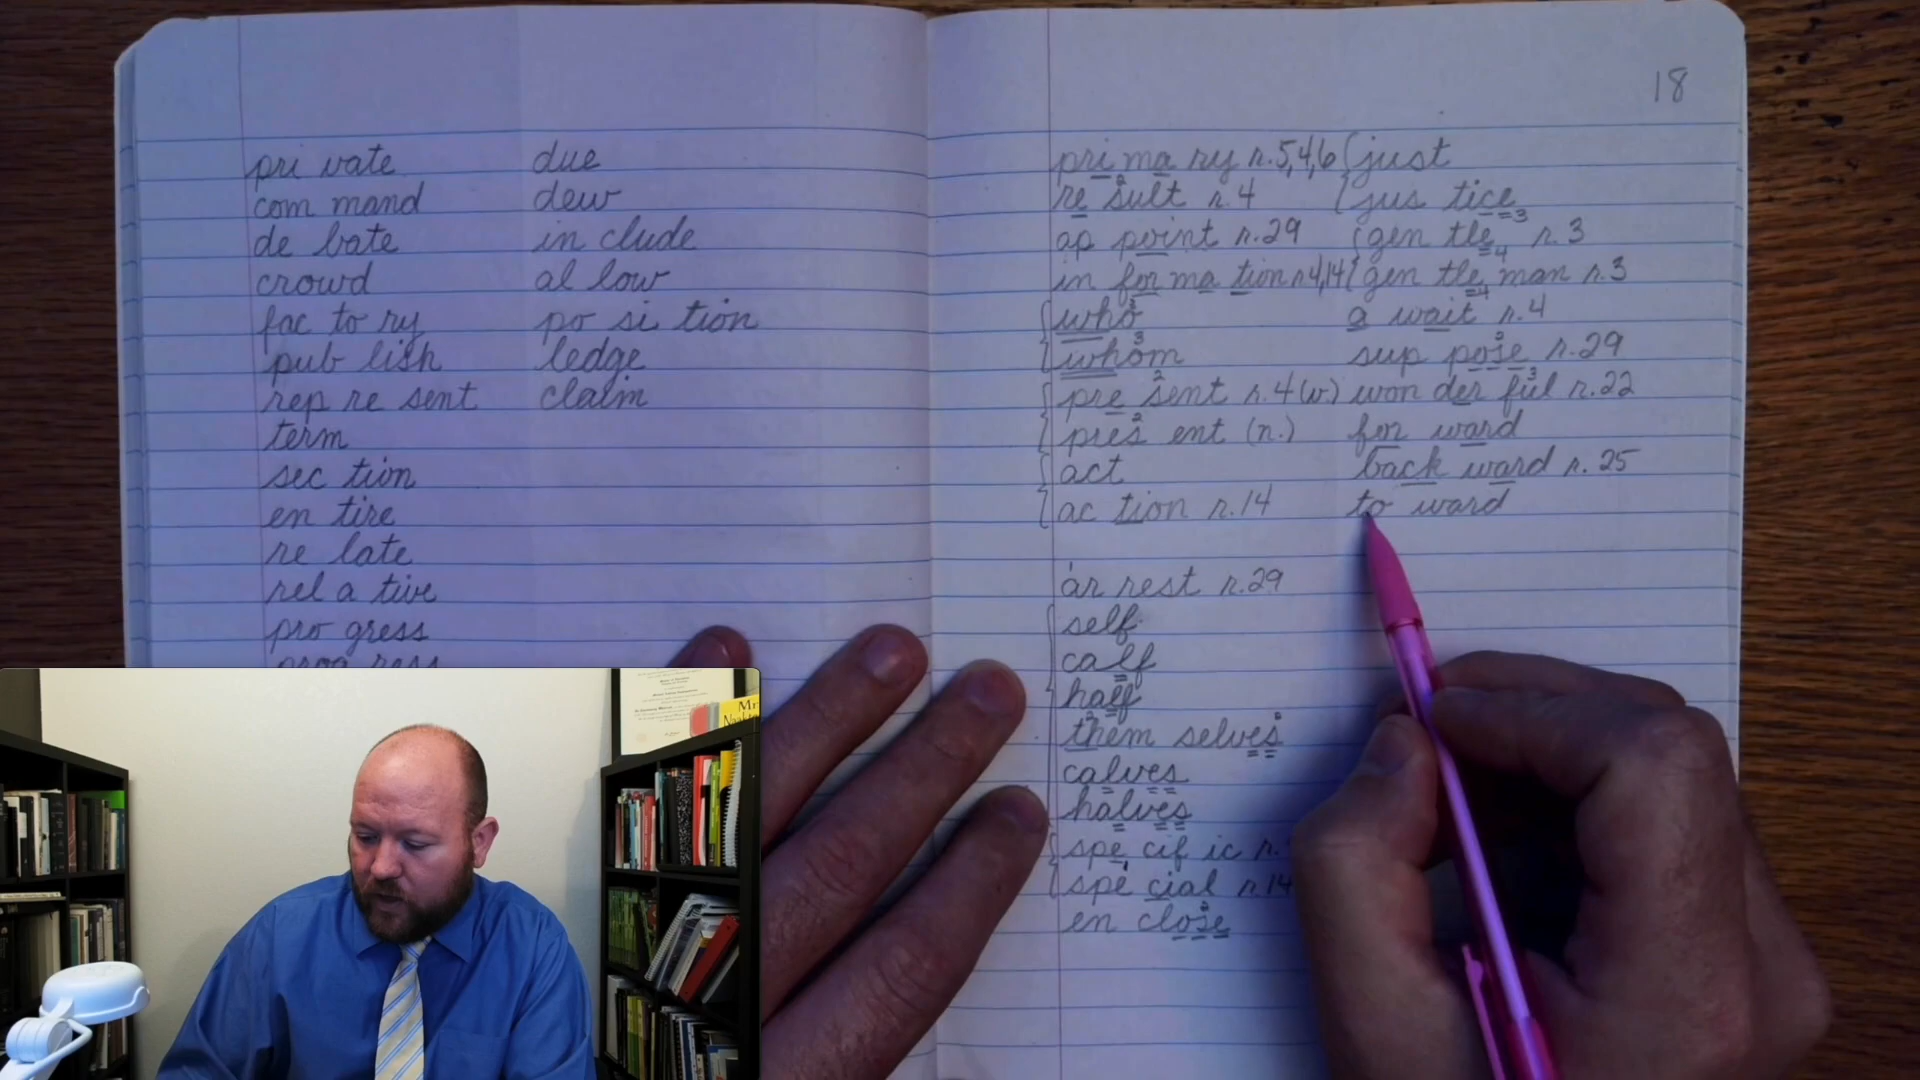 18
pri vate
com mand
de bate
crowd
fac to ry
pub lish
rep re sent
term
sec tion
en tire
re late
rel a tive
pro gress
due
dew
in clude
al low
po si tion
ledge
claim
pri ma ry r.5,4,6
re sult r.4
ap point r.29
in for ma tion r4,14
who
whom
pre sent r.4 (v.)
pres ent (n.)
act
ac tion r.14
ar rest r.29
self
calf
half
them selves
calves
halves
spe cif ic r.
spe cial r.14
en close
just
jus tice
gen tle r.3
gen tle man r.3
a wait r.4
sup pose r.29
won der ful r.22
for ward
back ward r.25
to ward